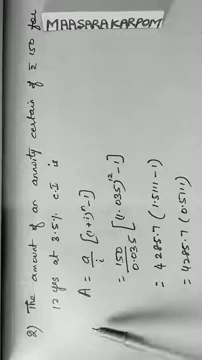 MAASARAKARPOM
2) The amount of an annuity certain of ₹ 150 for
12 yrs at 3.5% C.I is
A = a/i [(1+i)ⁿ-1]
= 150/0.035 [(1.035)¹² -1]
= 4285.7 (1.5111 -1)
= 4285.7 (0.5111)